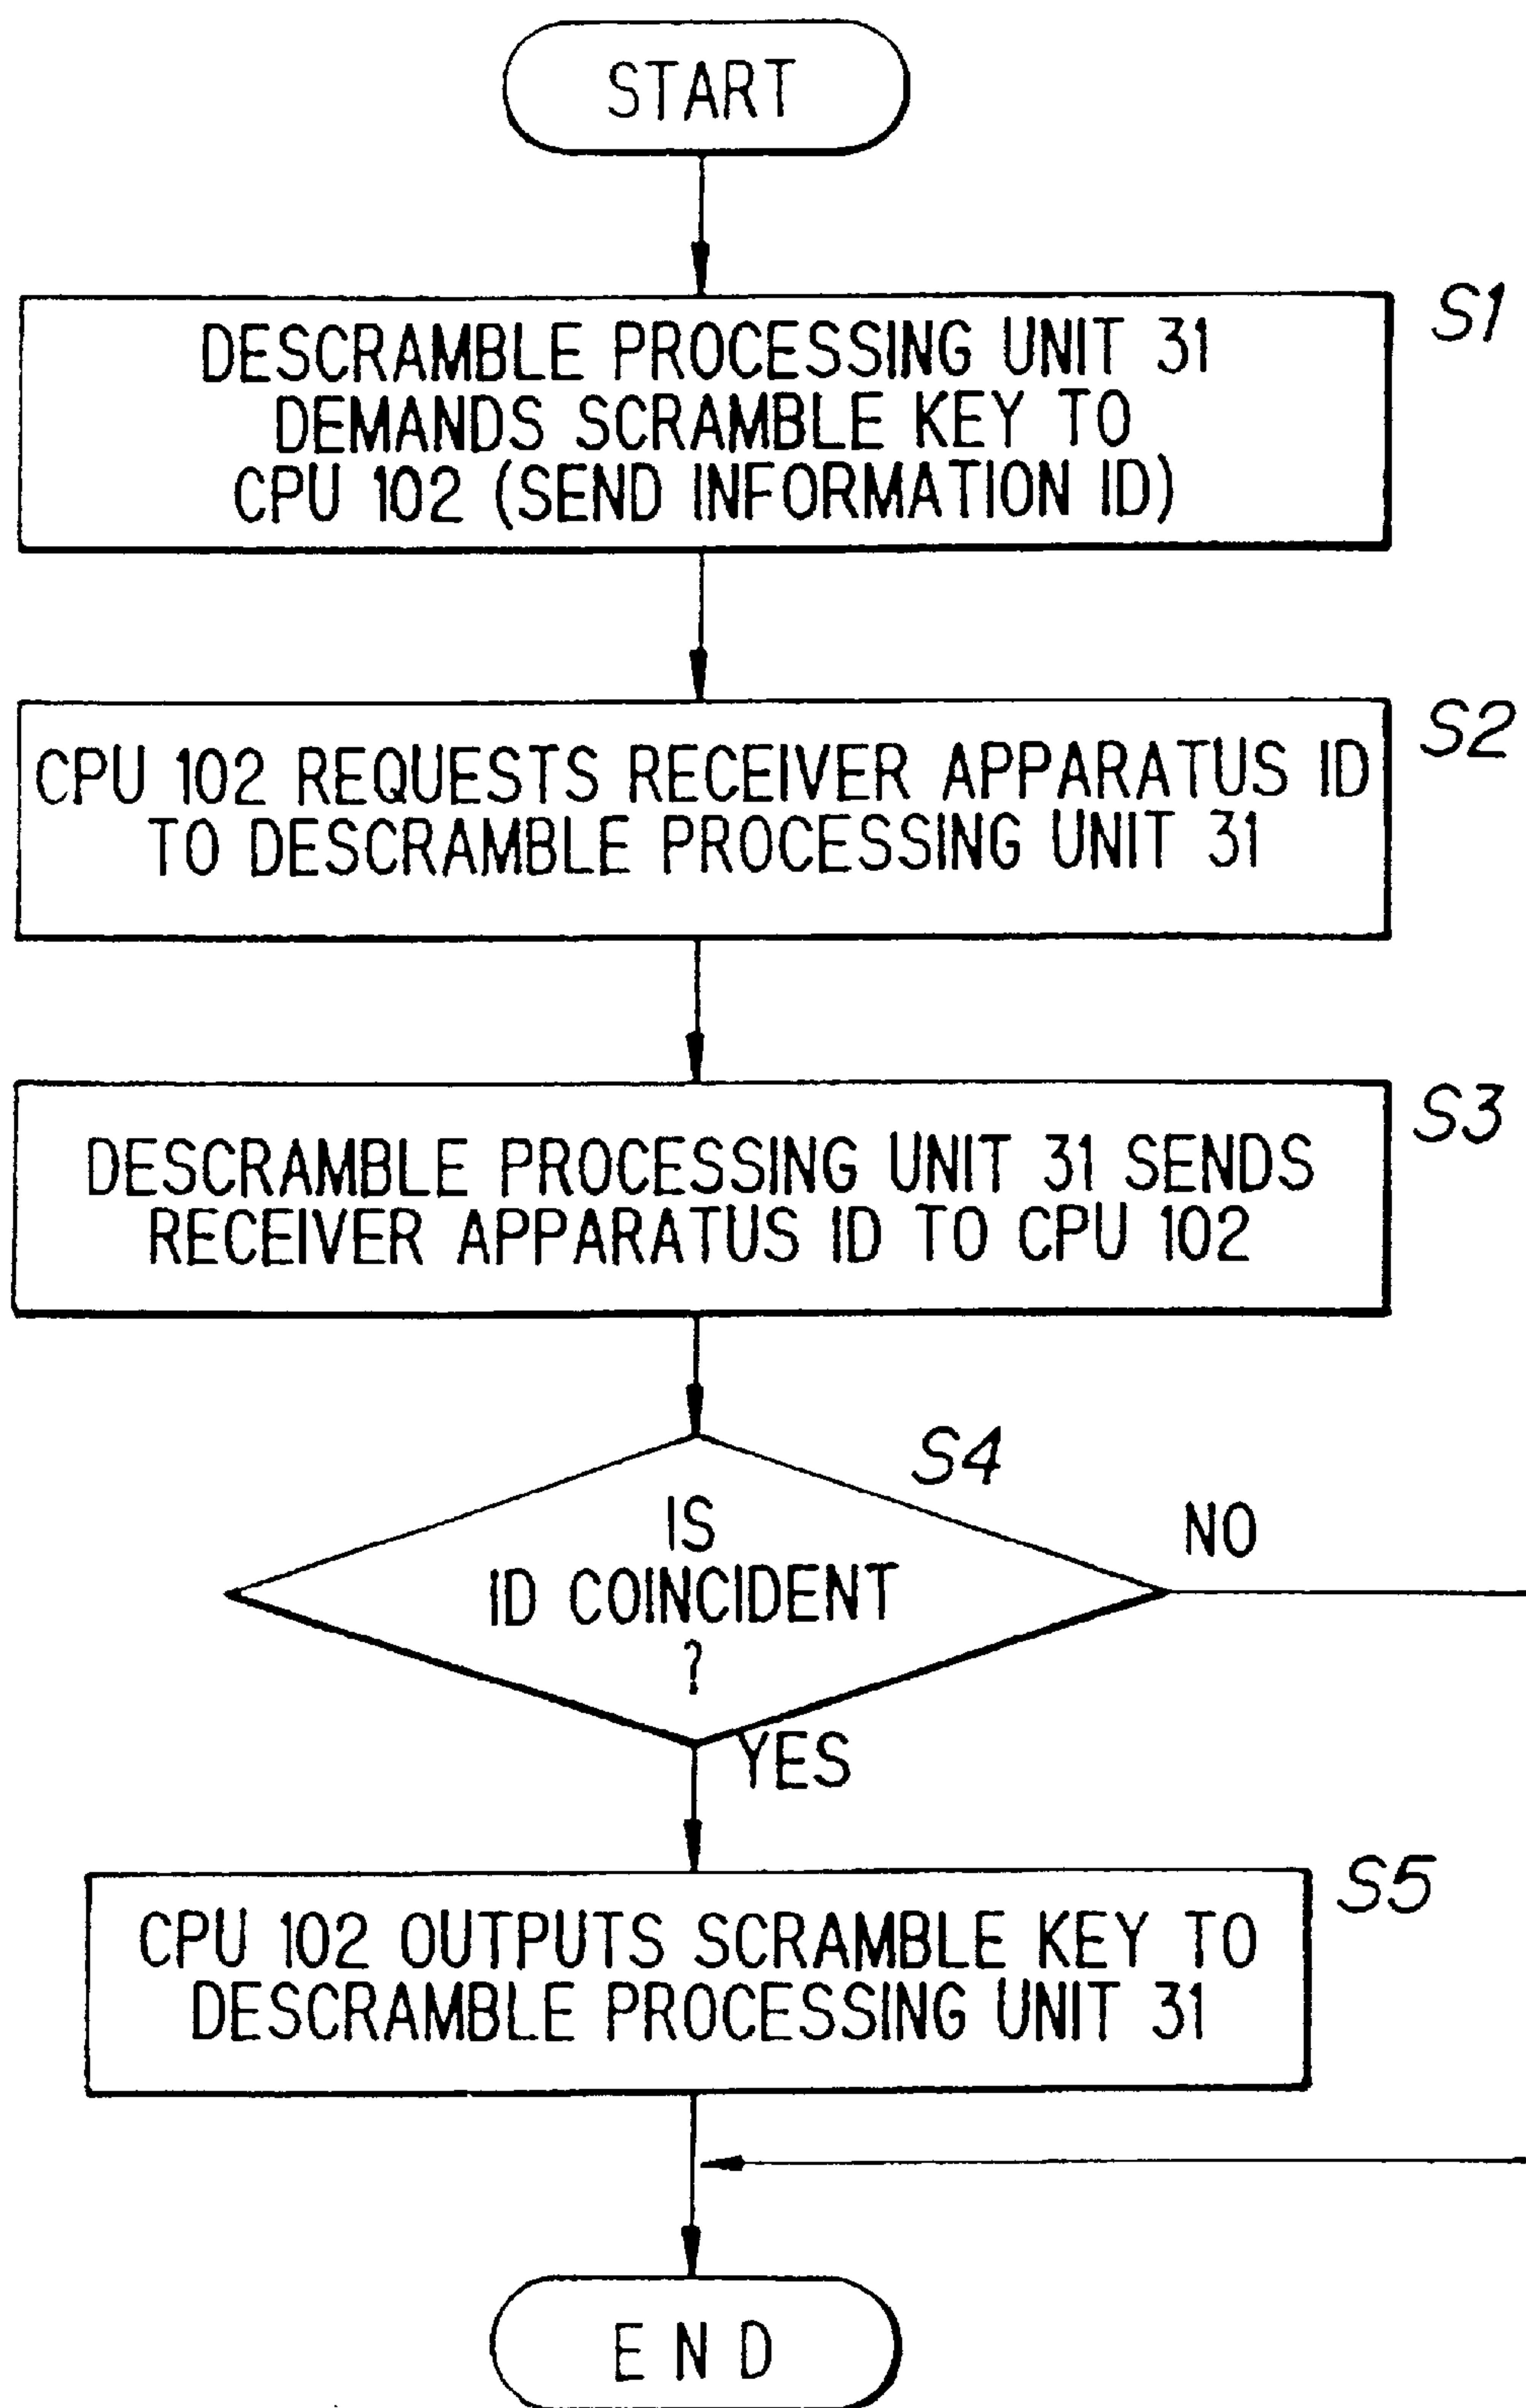 START
S1
DESCRAMBLE PROCESSING UNIT 31
DEMANDS SCRAMBLE KEY TO
CPU 102 (SEND INFORMATION ID)
S2
CPU 102 REQUESTS RECEIVER APPARATUS ID
TO DESCRAMBLE PROCESSING UNIT 31
S3
DESCRAMBLE PROCESSING UNIT 31 SENDS
RECEIVER APPARATUS ID TO CPU 102
S4
IS
ID COINCIDENT
?
NO
YES
S5
CPU 102 OUTPUTS SCRAMBLE KEY TO
DESCRAMBLE PROCESSING UNIT 31
END